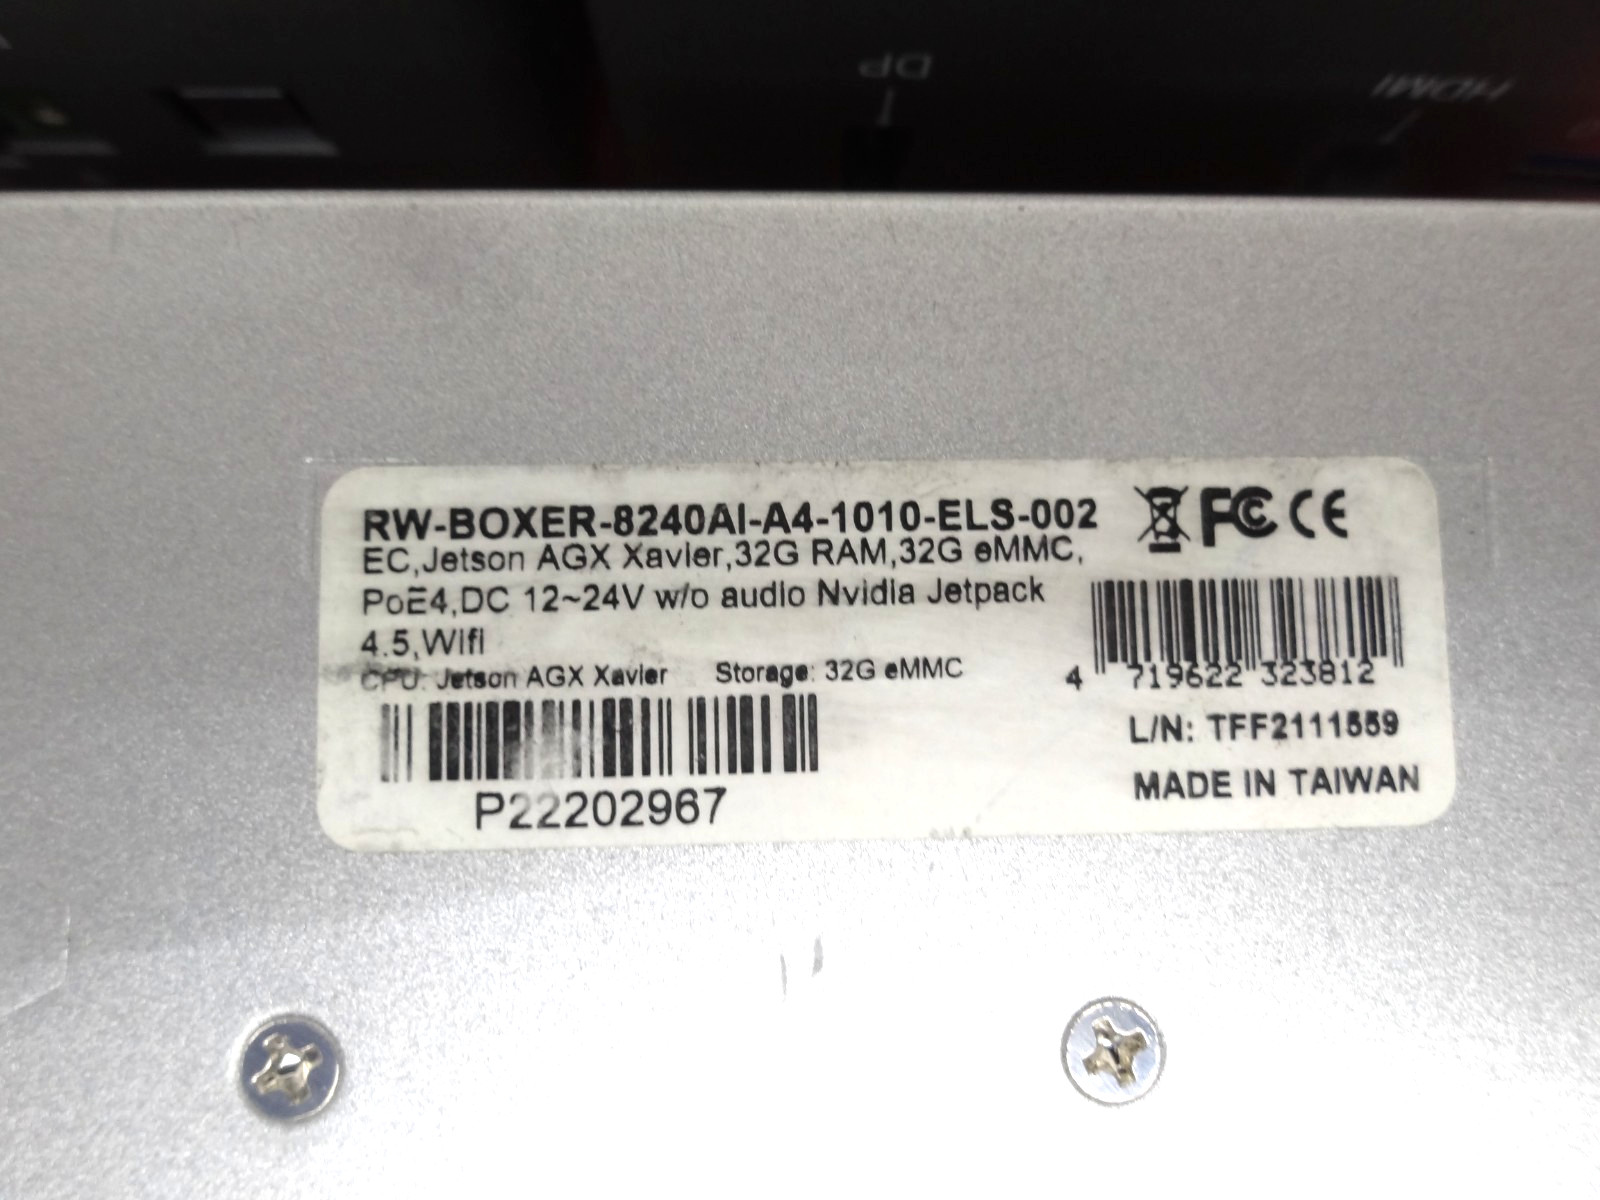 DP
HDMI
RW-BOXER-8240AI-A4-1010-ELS-002
FC CE
EC,Jetson AGX Xavier,32G RAM,32G eMMC,
PoE4,DC 12~24V w/o audio Nvidia Jetpack
4.5,Wifi
CPU: Jetson AGX Xavier Storage: 32G eMMC
4 719622 323812
P22202967
L/N: TFF2111559
MADE IN TAIWAN